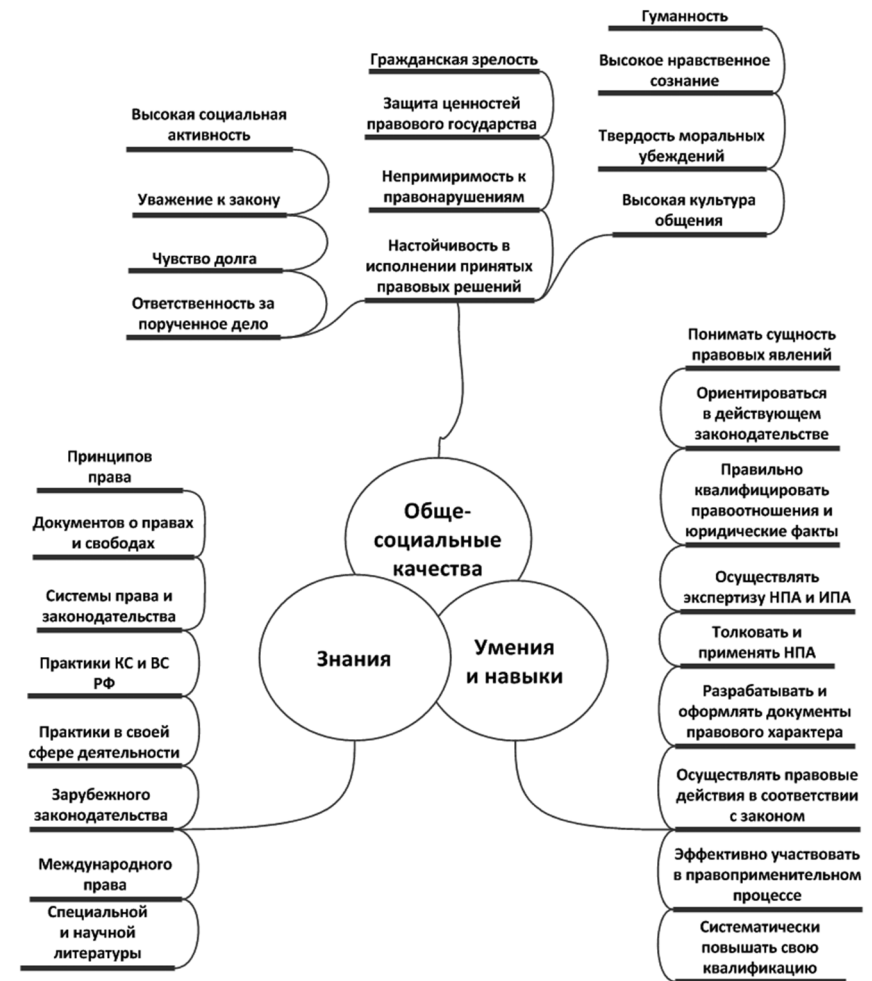 Высокая социальная
активность
Уважение к закону
Чувство долга
Ответственность за
порученное дело
Гражданская зрелость
Защита ценностей
правового государства
Непримиримость к
правонарушениям
Настойчивость в
исполнении принятых
правовых решений
Гуманность
Высокое нравственное
сознание
Твердость моральных
убеждений
Высокая культура
общения
Обще-
социальные
качества
Знания
Умения
и навыки
Принципов
права
Документов о правах
и свободах
Системы права и
законодательства
Практики КС и ВС
РФ
Практики в своей
сфере деятельности
Зарубежного
законодательства
Международного
права
Специальной
и научной
литературы
Понимать сущность
правовых явлений
Ориентироваться
в действующем
законодательстве
Правильно
квалифицировать
правоотношения и
юридические факты
Осуществлять
экспертизу НПА и ИПА
Толковать и
применять НПА
Разрабатывать и
оформлять документы
правового характера
Осуществлять правовые
действия в соответствии
с законом
Эффективно участвовать
в правоприменительном
процессе
Систематически
повышать свою
квалификацию